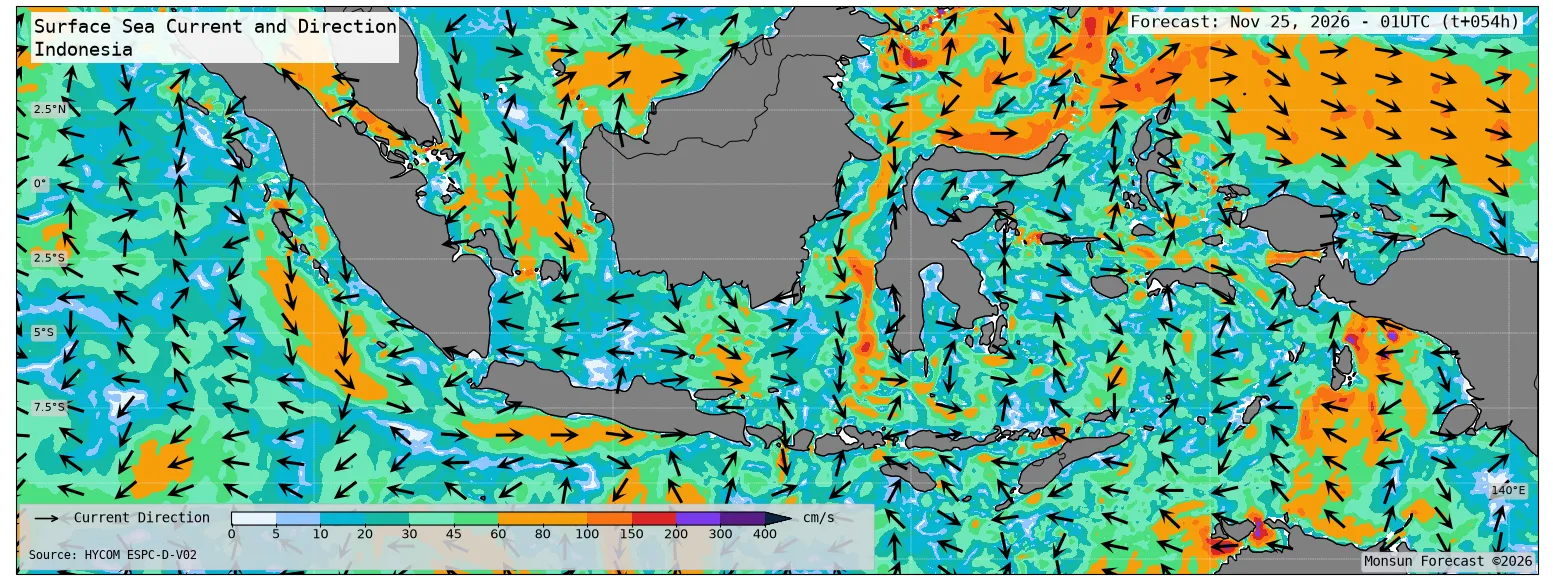 Surface Sea Current and Direction
Indonesia
Forecast: Nov 25, 2026 - 01UTC (t+054h)
2.5°N
0°
2.5°S
5°S
7.5°S
140°E
Current Direction
0 5 10 20 30 45 60 80 100 150 200 300 400 cm/s
Source: HYCOM ESPC-D-V02
Monsun Forecast ©2026